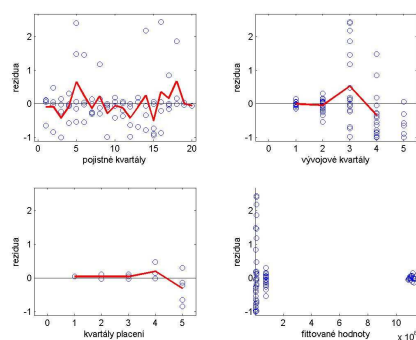 rezidua
2
1
0
-1
0 5 10 15 20
pojistné kvartály
rezidua
2
1
0
-1
0 1 2 3 4 5
vývojové kvartály
rezidua
2
1
0
-1
0 1 2 3 4 5
kvartály placení
rezidua
2
1
0
-1
2 4 6 8 10
fittované hodnoty